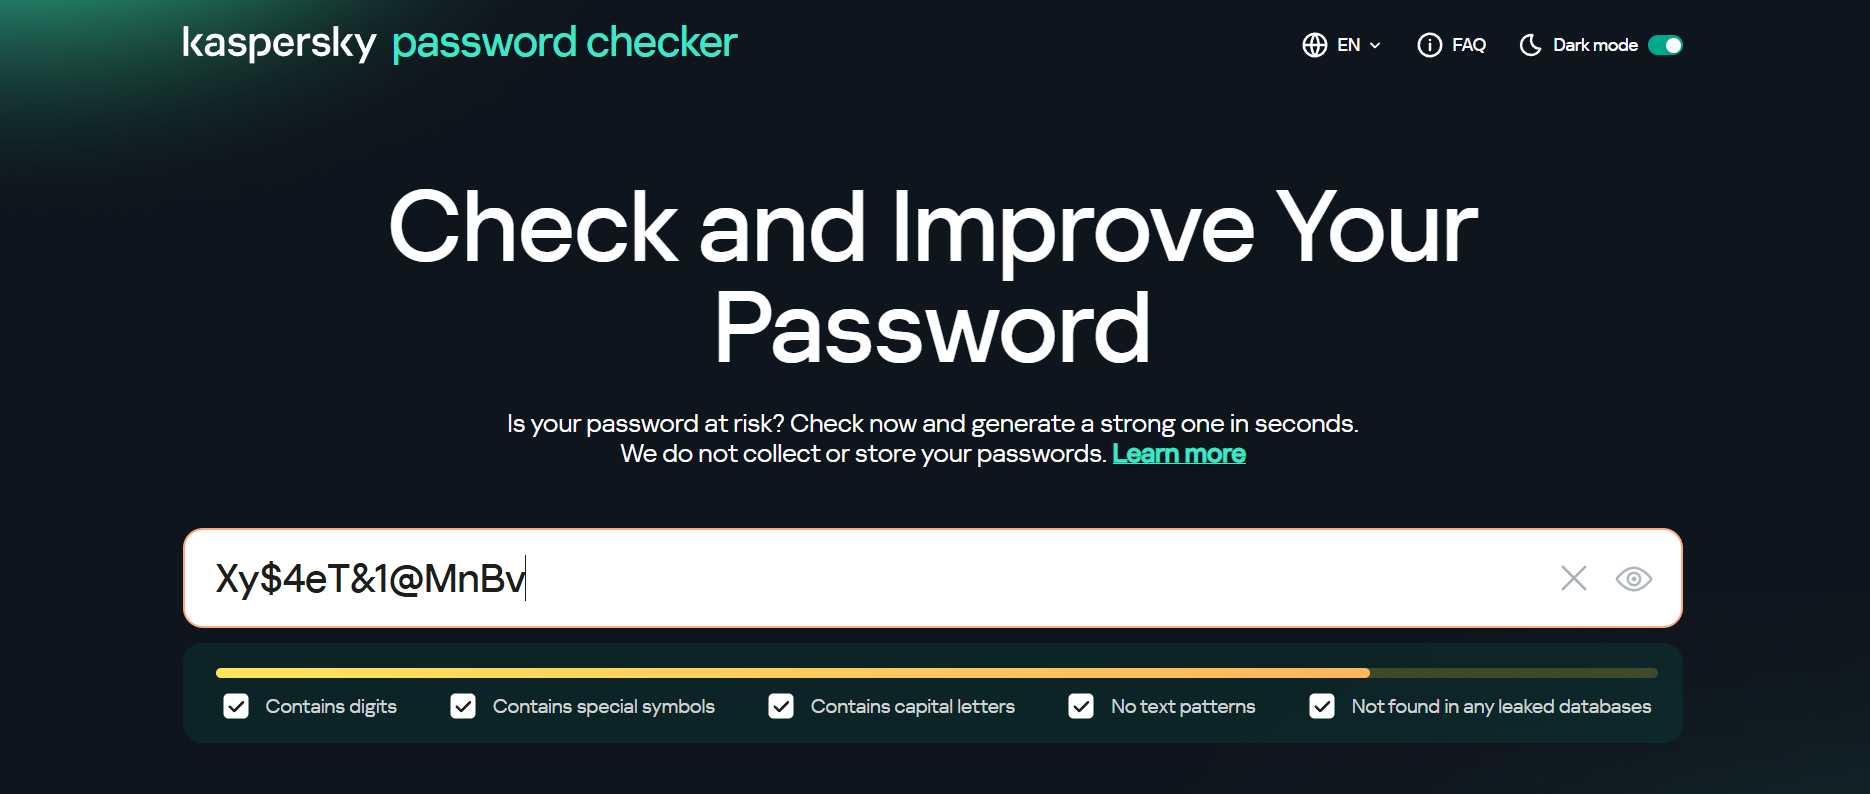 kaspersky password checker
EN
FAQ
Dark mode
Check and Improve Your
Password
Is your password at risk? Check now and generate a strong one in seconds.
We do not collect or store your passwords. Learn more
Xy$4eT&1@MnBv
Contains digits
Contains special symbols
Contains capital letters
No text patterns
Not found in any leaked databases